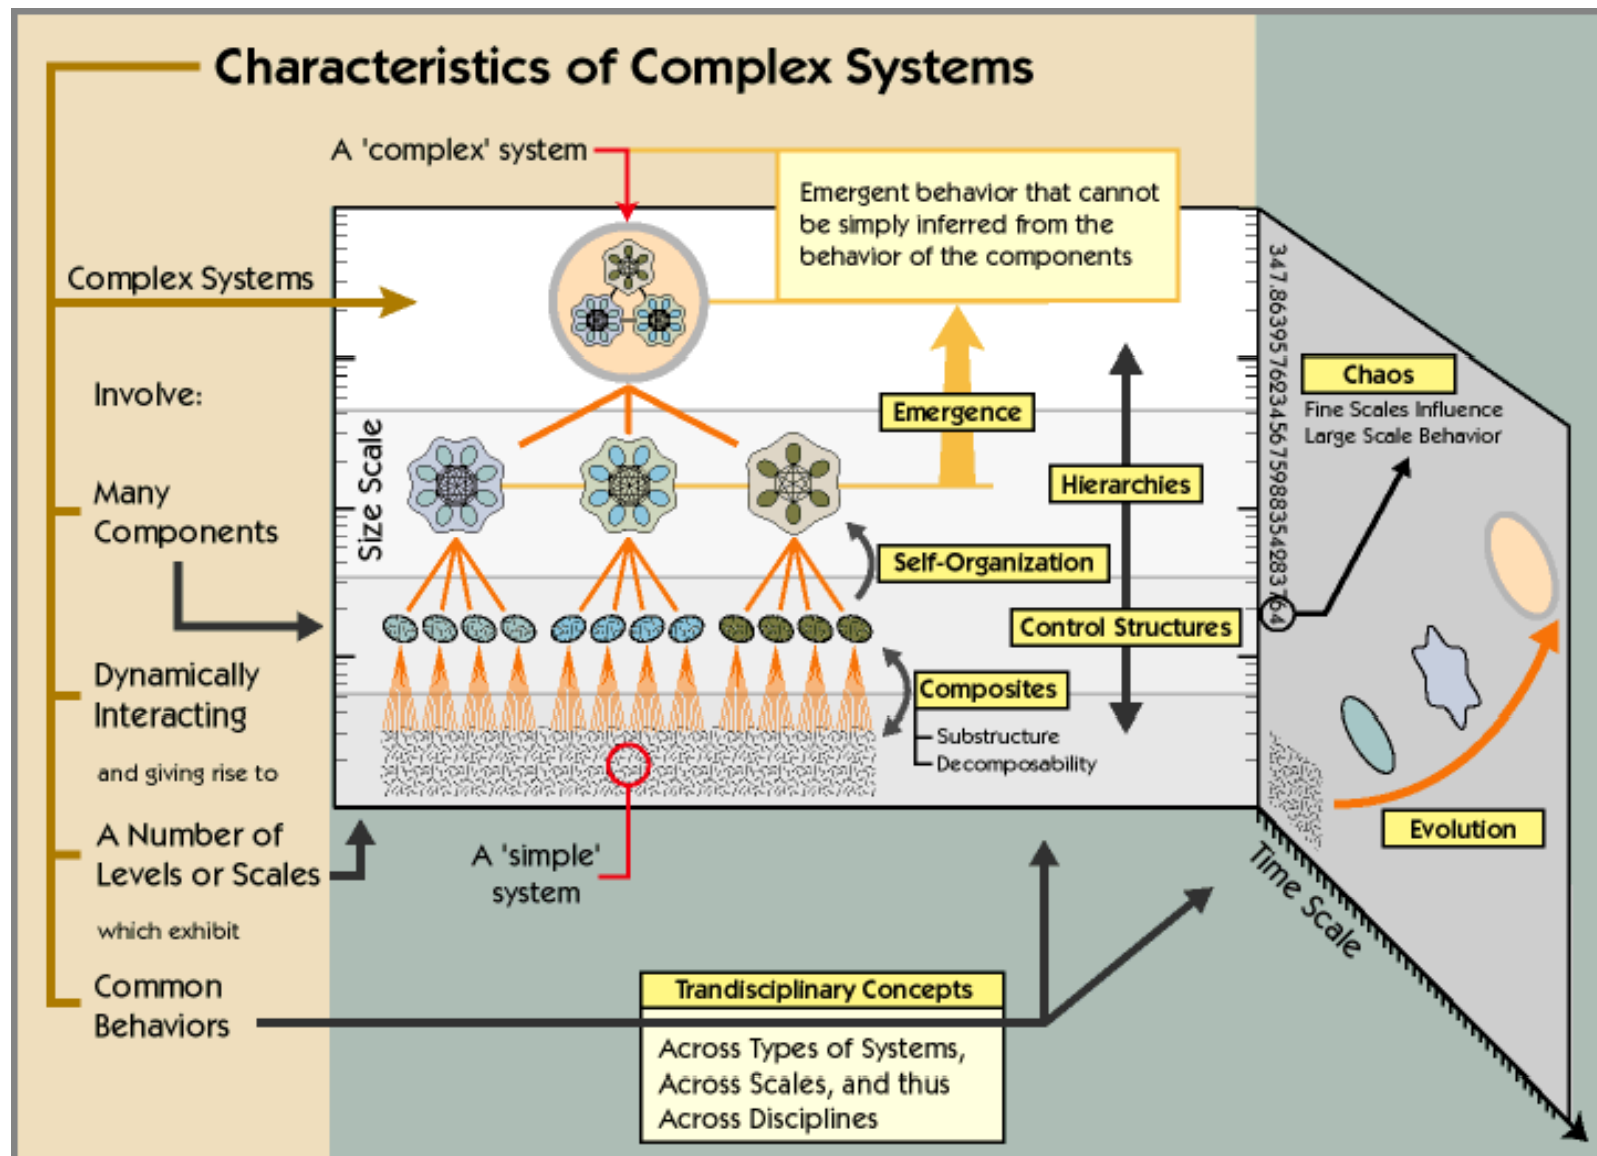 Characteristics of Complex Systems
A 'complex' system
Emergent behavior that cannot
be simply inferred from the
behavior of the components
Complex Systems
Involve:
Many
Components
Dynamically
Interacting
and giving rise to
A Number of
Levels or Scales
which exhibit
Common
Behaviors
Size Scale
Emergence
Hierarchies
Self-Organization
Control Structures
Composites
Substructure
Decomposability
A 'simple'
system
Chaos
Fine Scales Influence
Large Scale Behavior
Evolution
Time Scale
Trandisciplinary Concepts
Across Types of Systems,
Across Scales, and thus
Across Disciplines